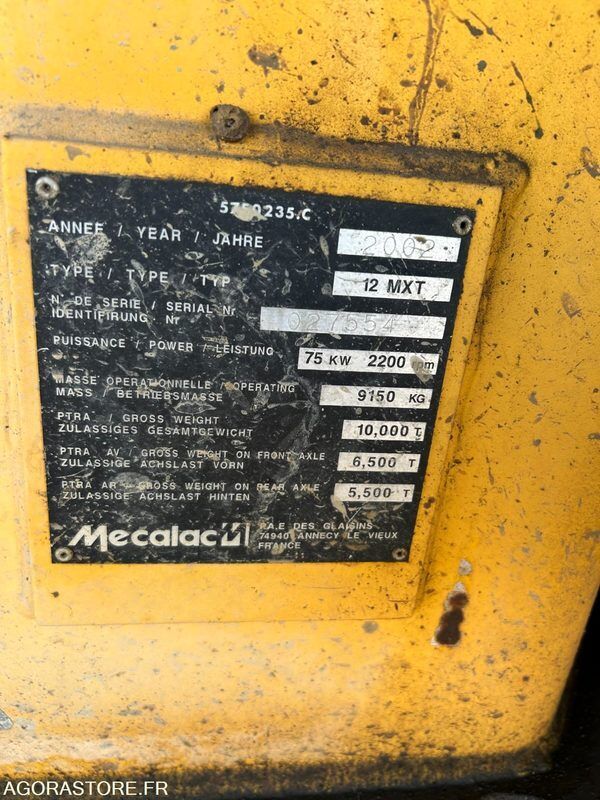 5750235.C
ANNEE / YEAR / JAHRE 2002
TYPE / TYPE / TYP 12 MXT
N. DE SERIE / SERIAL Nr
IDENTIFIRUNG Nr 027554
PUISSANCE / POWER / LEISTUNG 75 KW 2200 rpm
MASSE OPERATIONNELLE / OPERATING
MASS / BETRIEBSMASSE 9150 KG
PTRA / GROSS WEIGHT
ZULASSIGES GESAMTGEWICHT 10,000 T
PTRA AV / GROSS WEIGHT ON FRONT AXLE
ZULASSIGE ACHSLAST VORN 6,500 T
PTRA AR - GROSS WEIGHT ON REAR AXLE
ZULASSIGE ACHSLAST HINTEN 5,500 T
Mecalac
P.A.E DES GLAISINS
74940 ANNECY LE VIEUX
FRANCE
AGORASTORE.FR